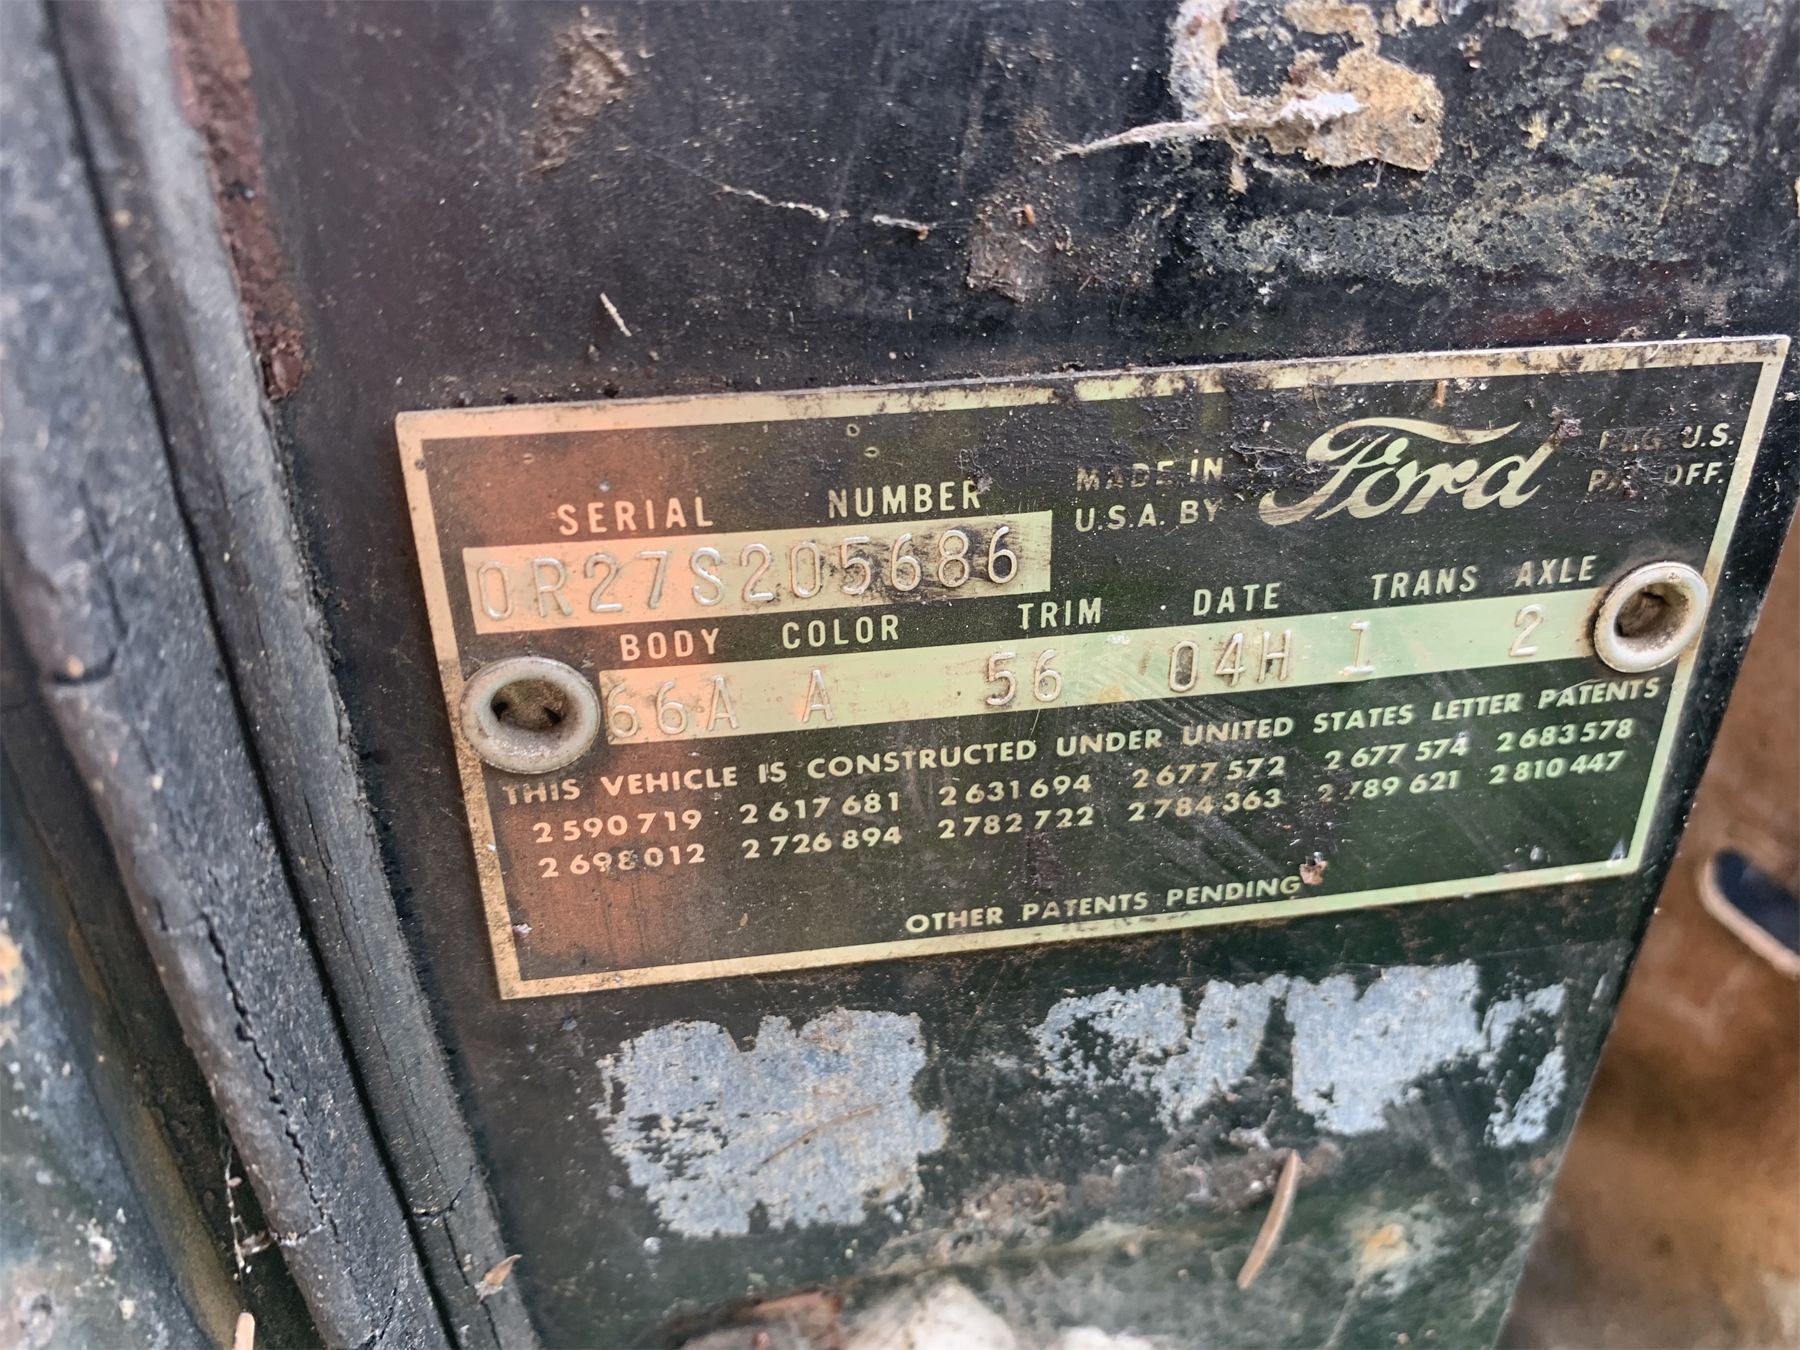 SERIAL NUMBER
MADE IN
U.S.A. BY
Ford
REG. U.S.
PAT. OFF.
0R27S205686
BODY COLOR TRIM DATE TRANS AXLE
66A A 56 04H 1 2
THIS VEHICLE IS CONSTRUCTED UNDER UNITED STATES LETTER PATENTS
2 590 719 2 617 681 2 631 694 2 677 572 2 677 574 2 683 578
2 698 012 2 726 894 2 782 722 2 784 363 2 789 621 2 810 447
OTHER PATENTS PENDING